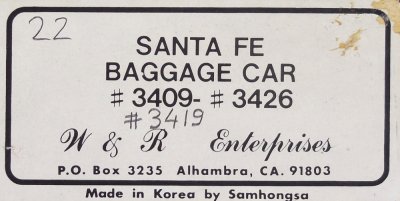 22
SANTA FE
BAGGAGE CAR
# 3409- # 3426
# 3419
W & R Enterprises
P.O. Box 3235 Alhambra, CA. 91803
Made in Korea by Samhongsa